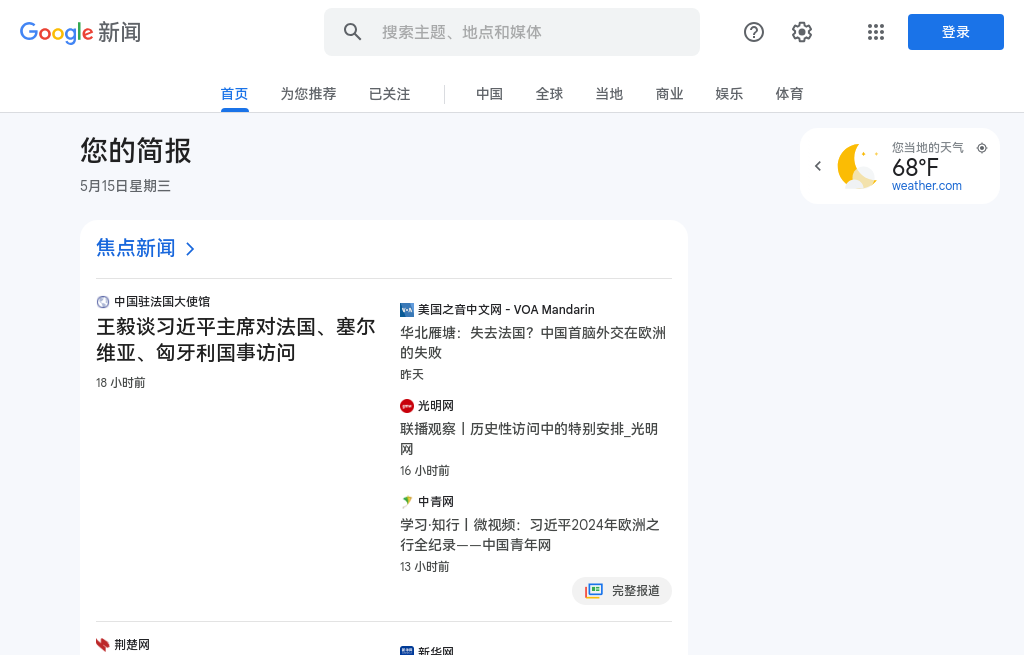 Google 新闻
搜索主题、地点和媒体
登录
首页
为您推荐
已关注
中国
全球
当地
商业
娱乐
体育
您的简报
5月15日星期三
您当地的天气
68°F
weather.com
焦点新闻
中国驻法国大使馆
王毅谈习近平主席对法国、塞尔
维亚、匈牙利国事访问
18 小时前
美国之音中文网 - VOA Mandarin
华北雁塘：失去法国？中国首脑外交在欧洲
的失败
昨天
光明网
联播观察丨历史性访问中的特别安排_光明
网
16 小时前
中青网
学习·知行丨微视频：习近平2024年欧洲之
行全纪录——中国青年网
13 小时前
完整报道
荆楚网
新华网